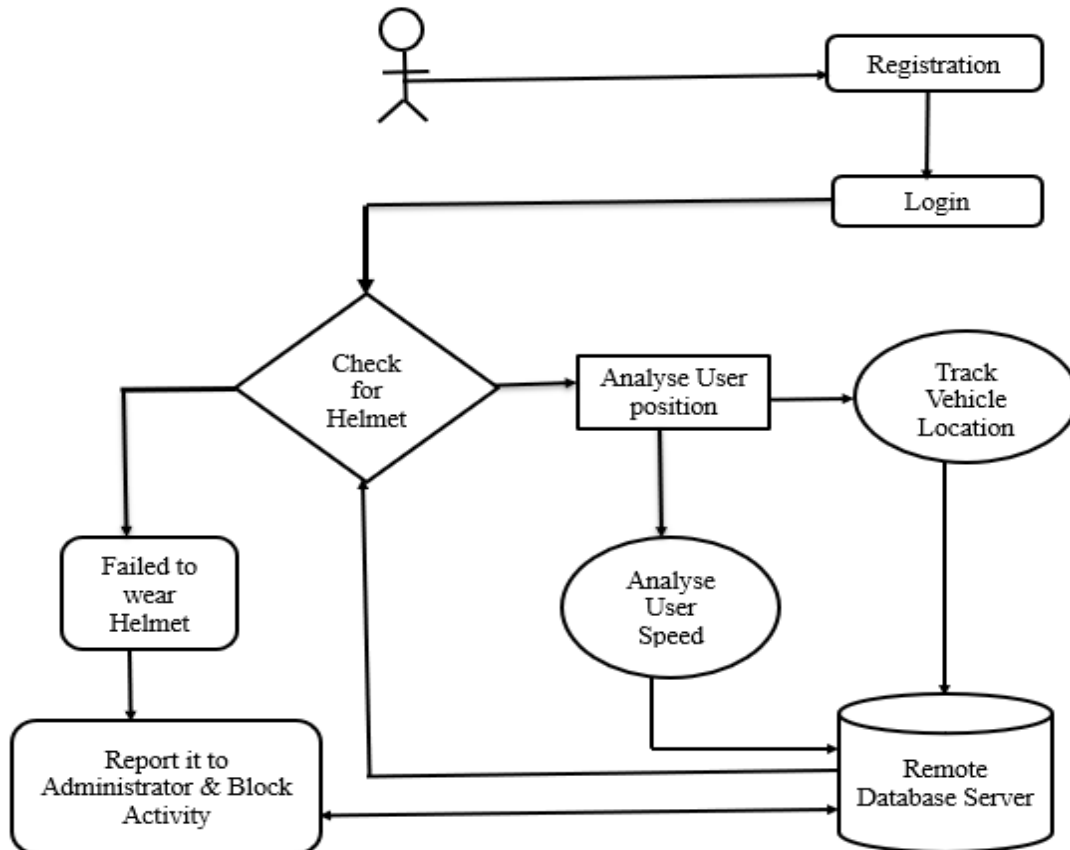 Registration
Login
Check
for
Helmet
Analyse User
position
Track
Vehicle
Location
Failed to
wear
Helmet
Analyse
User
Speed
Report it to
Administrator & Block
Activity
Remote
Database Server